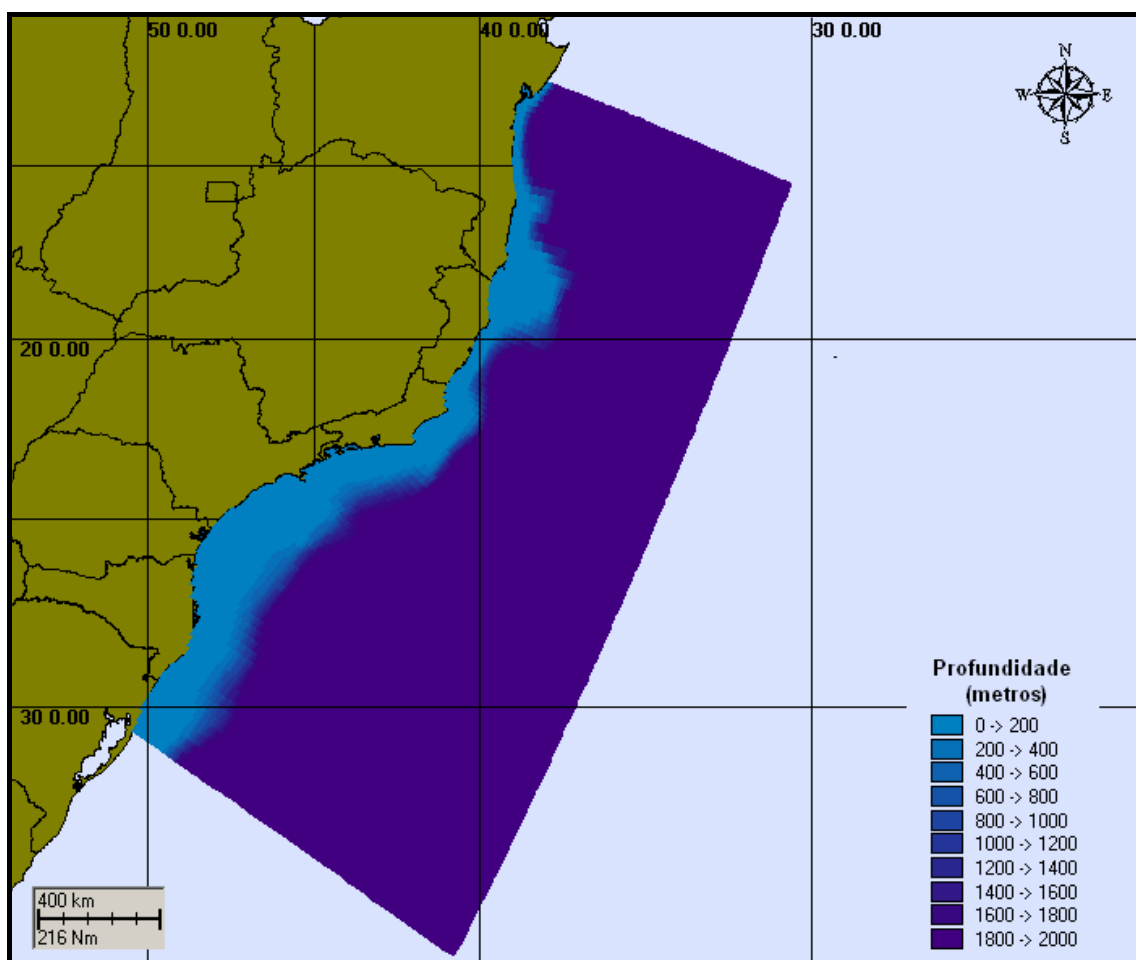 50 0.00
40 0.00
30 0.00
N
W
E
S
20 0.00
30 0.00
Profundidade
(metros)
0 -> 200
200 -> 400
400 -> 600
600 -> 800
800 -> 1000
1000 -> 1200
1200 -> 1400
1400 -> 1600
1600 -> 1800
1800 -> 2000
400 km
216 Nm